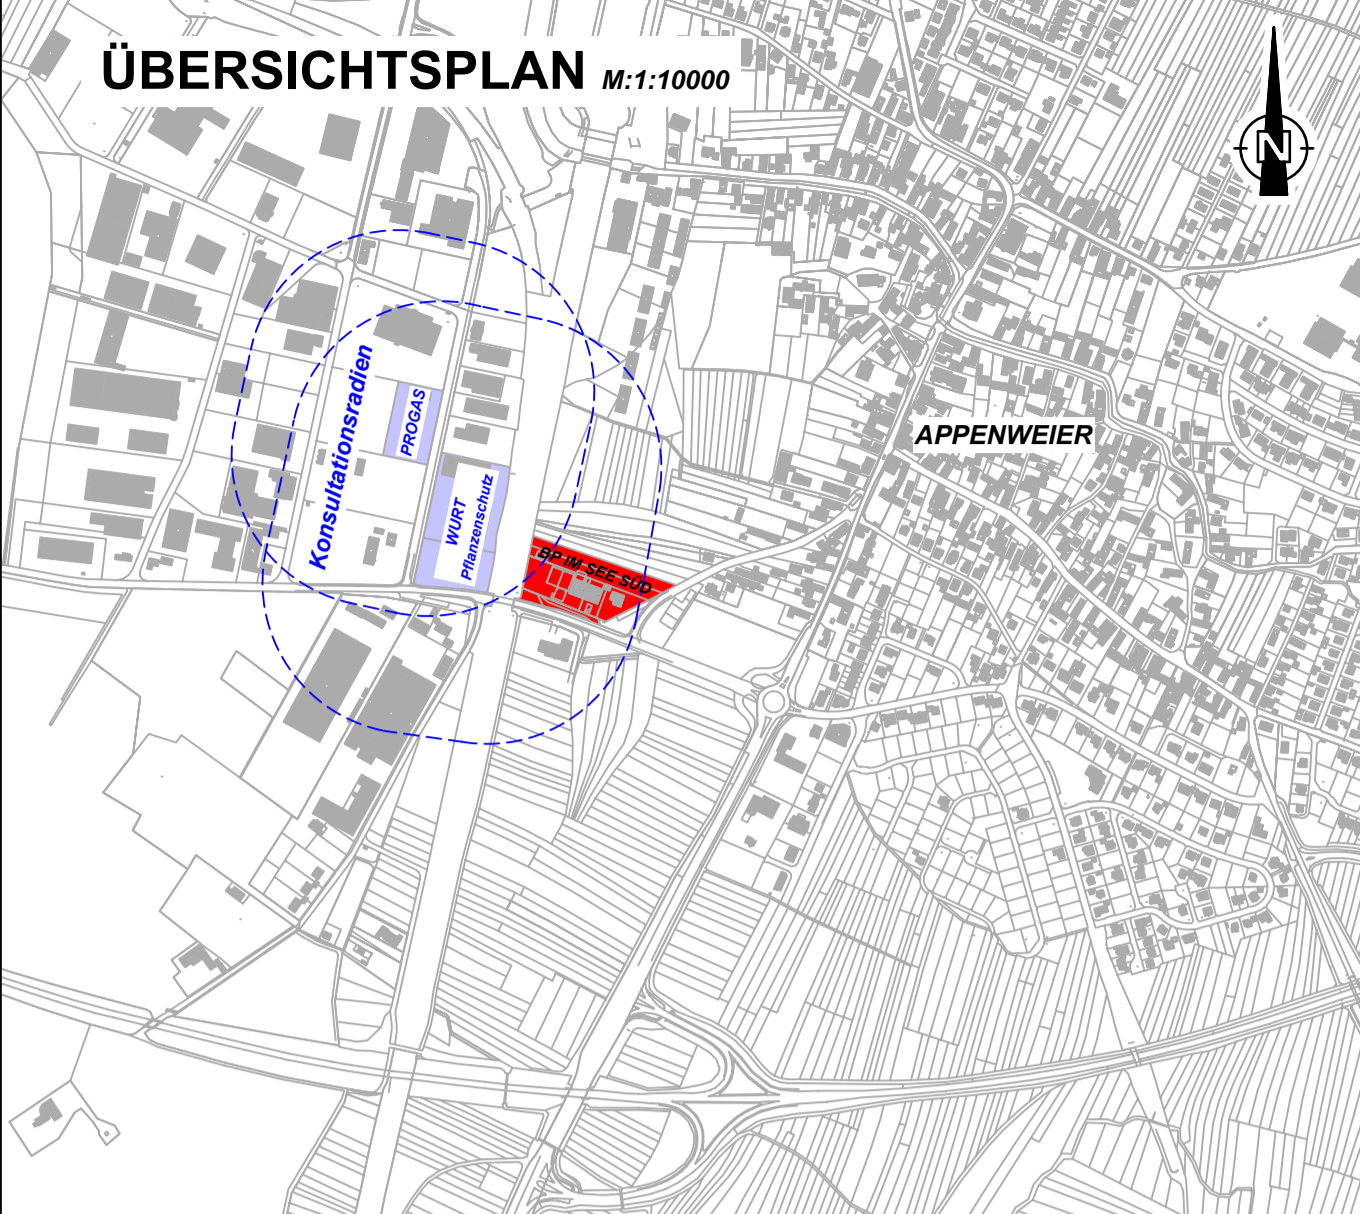 ÜBERSICHTSPLAN M:1:10000
N
Konsultationsradien
PROGAS
APPENWEIER
WURT
Pflanzenschutz
BP IM SEE SÜD